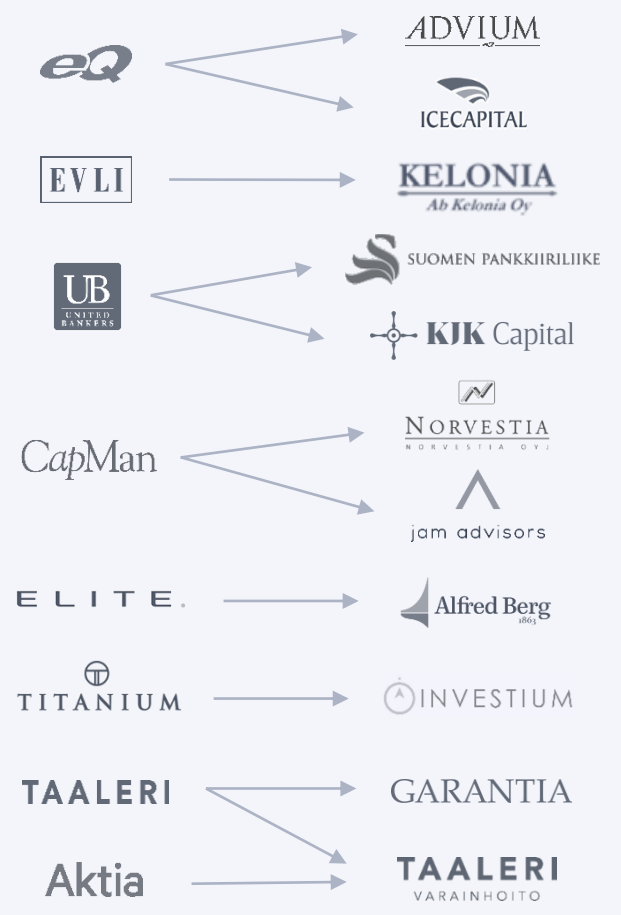 eQ
ADVIUM
ICECAPITAL
EVLI
KELONIA
Ab Kelonia Oy
UB
UNITED
BANKERS
SUOMEN PANKKIIRILIIKE
KJK Capital
CapMan
NORVESTIA
NORVESTIA OYJ
jam advisors
ELITE.
Alfred Berg
1863
TITANIUM
INVESTIUM
TAALERI
GARANTIA
Aktia
TAALERI
VARAINHOITO